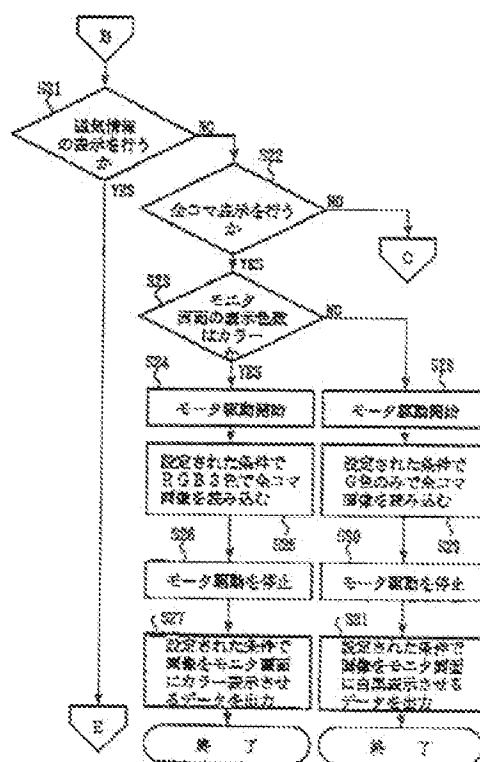 B
S21
磁気情報
の表示を行う
か
NO
YES
S22
全コマ表示を行う
か
NO
C
YES
S23
モニタ
画面の表示色数
はカラー
か
NO
YES
S24
モータ駆動開始
S28
モータ駆動開始
設定された条件で
RGB3色で全コマ
画像を読み込む
S25
設定された条件で
G色のみで全コマ
画像を読み込む
S29
S26
モータ駆動を停止
S30
モータ駆動を停止
S27
設定された条件で
画像をモニタ画面
にカラー表示させ
るデータを出力
S31
設定された条件で
画像をモニタ画面
に白黒表示させる
データを出力
E
終 了
終 了